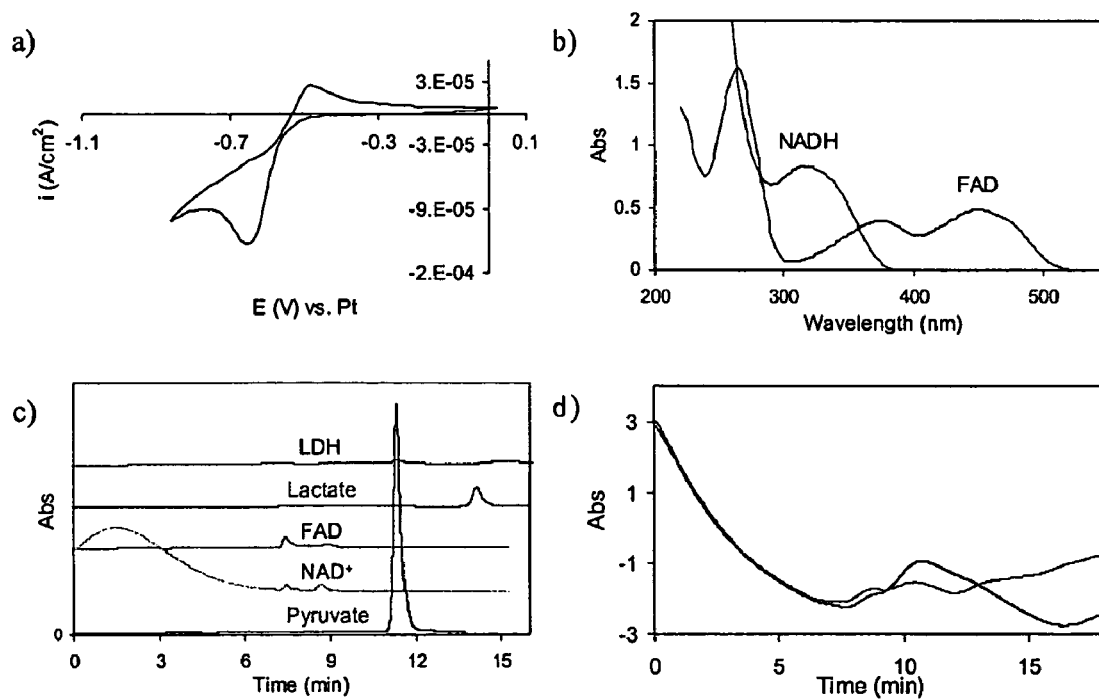 a)
3.E-05
-1.1
-0.7
-0.3
0.1
-3.E-05
-9.E-05
-2.E-04
i (A/cm²)
E (V) vs. Pt
b)
2
1.5
1
0.5
0
Abs
NADH
FAD
200
300
400
500
Wavelength (nm)
c)
LDH
Lactate
FAD
NAD⁺
Pyruvate
Abs
0
0
3
6
9
12
15
Time (min)
d)
3
1
-1
-3
Abs
0
5
10
15
Time (min)